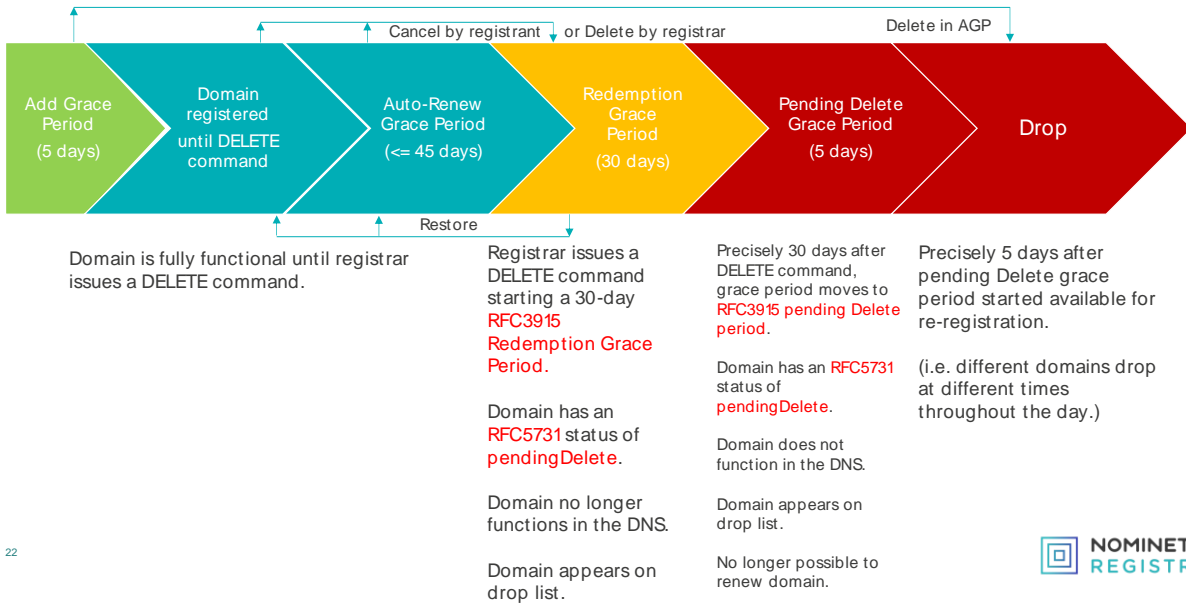 Cancel by registrant or Delete by registrar
Delete in AGP
Add Grace
Period
(5 days)
Domain
registered
until DELETE
command
Auto-Renew
Grace Period
(<= 45 days)
Redemption
Grace
Period
(30 days)
Pending Delete
Grace Period
(5 days)
Drop
Restore
Domain is fully functional until registrar
issues a DELETE command.
Registrar issues a
DELETE command
starting a 30-day
RFC3915
Redemption Grace
Period.
Domain has an
RFC5731 status of
pendingDelete.
Domain no longer
functions in the DNS.
Domain appears on
drop list.
Precisely 30 days after
DELETE command,
grace period moves to
RFC3915 pending Delete
period.
Domain has an RFC5731
status of
pendingDelete.
Domain does not
function in the DNS.
Domain appears on
drop list.
No longer possible to
renew domain.
Precisely 5 days after
pending Delete grace
period started available for
re-registration.
(i.e. different domains drop
at different times
throughout the day.)
22
NOMINET
REGISTR